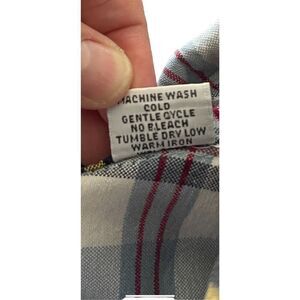 MACHINE WASH
COLD
GENTLE CYCLE
NO BLEACH
TUMBLE DRY LOW
WARM IRON